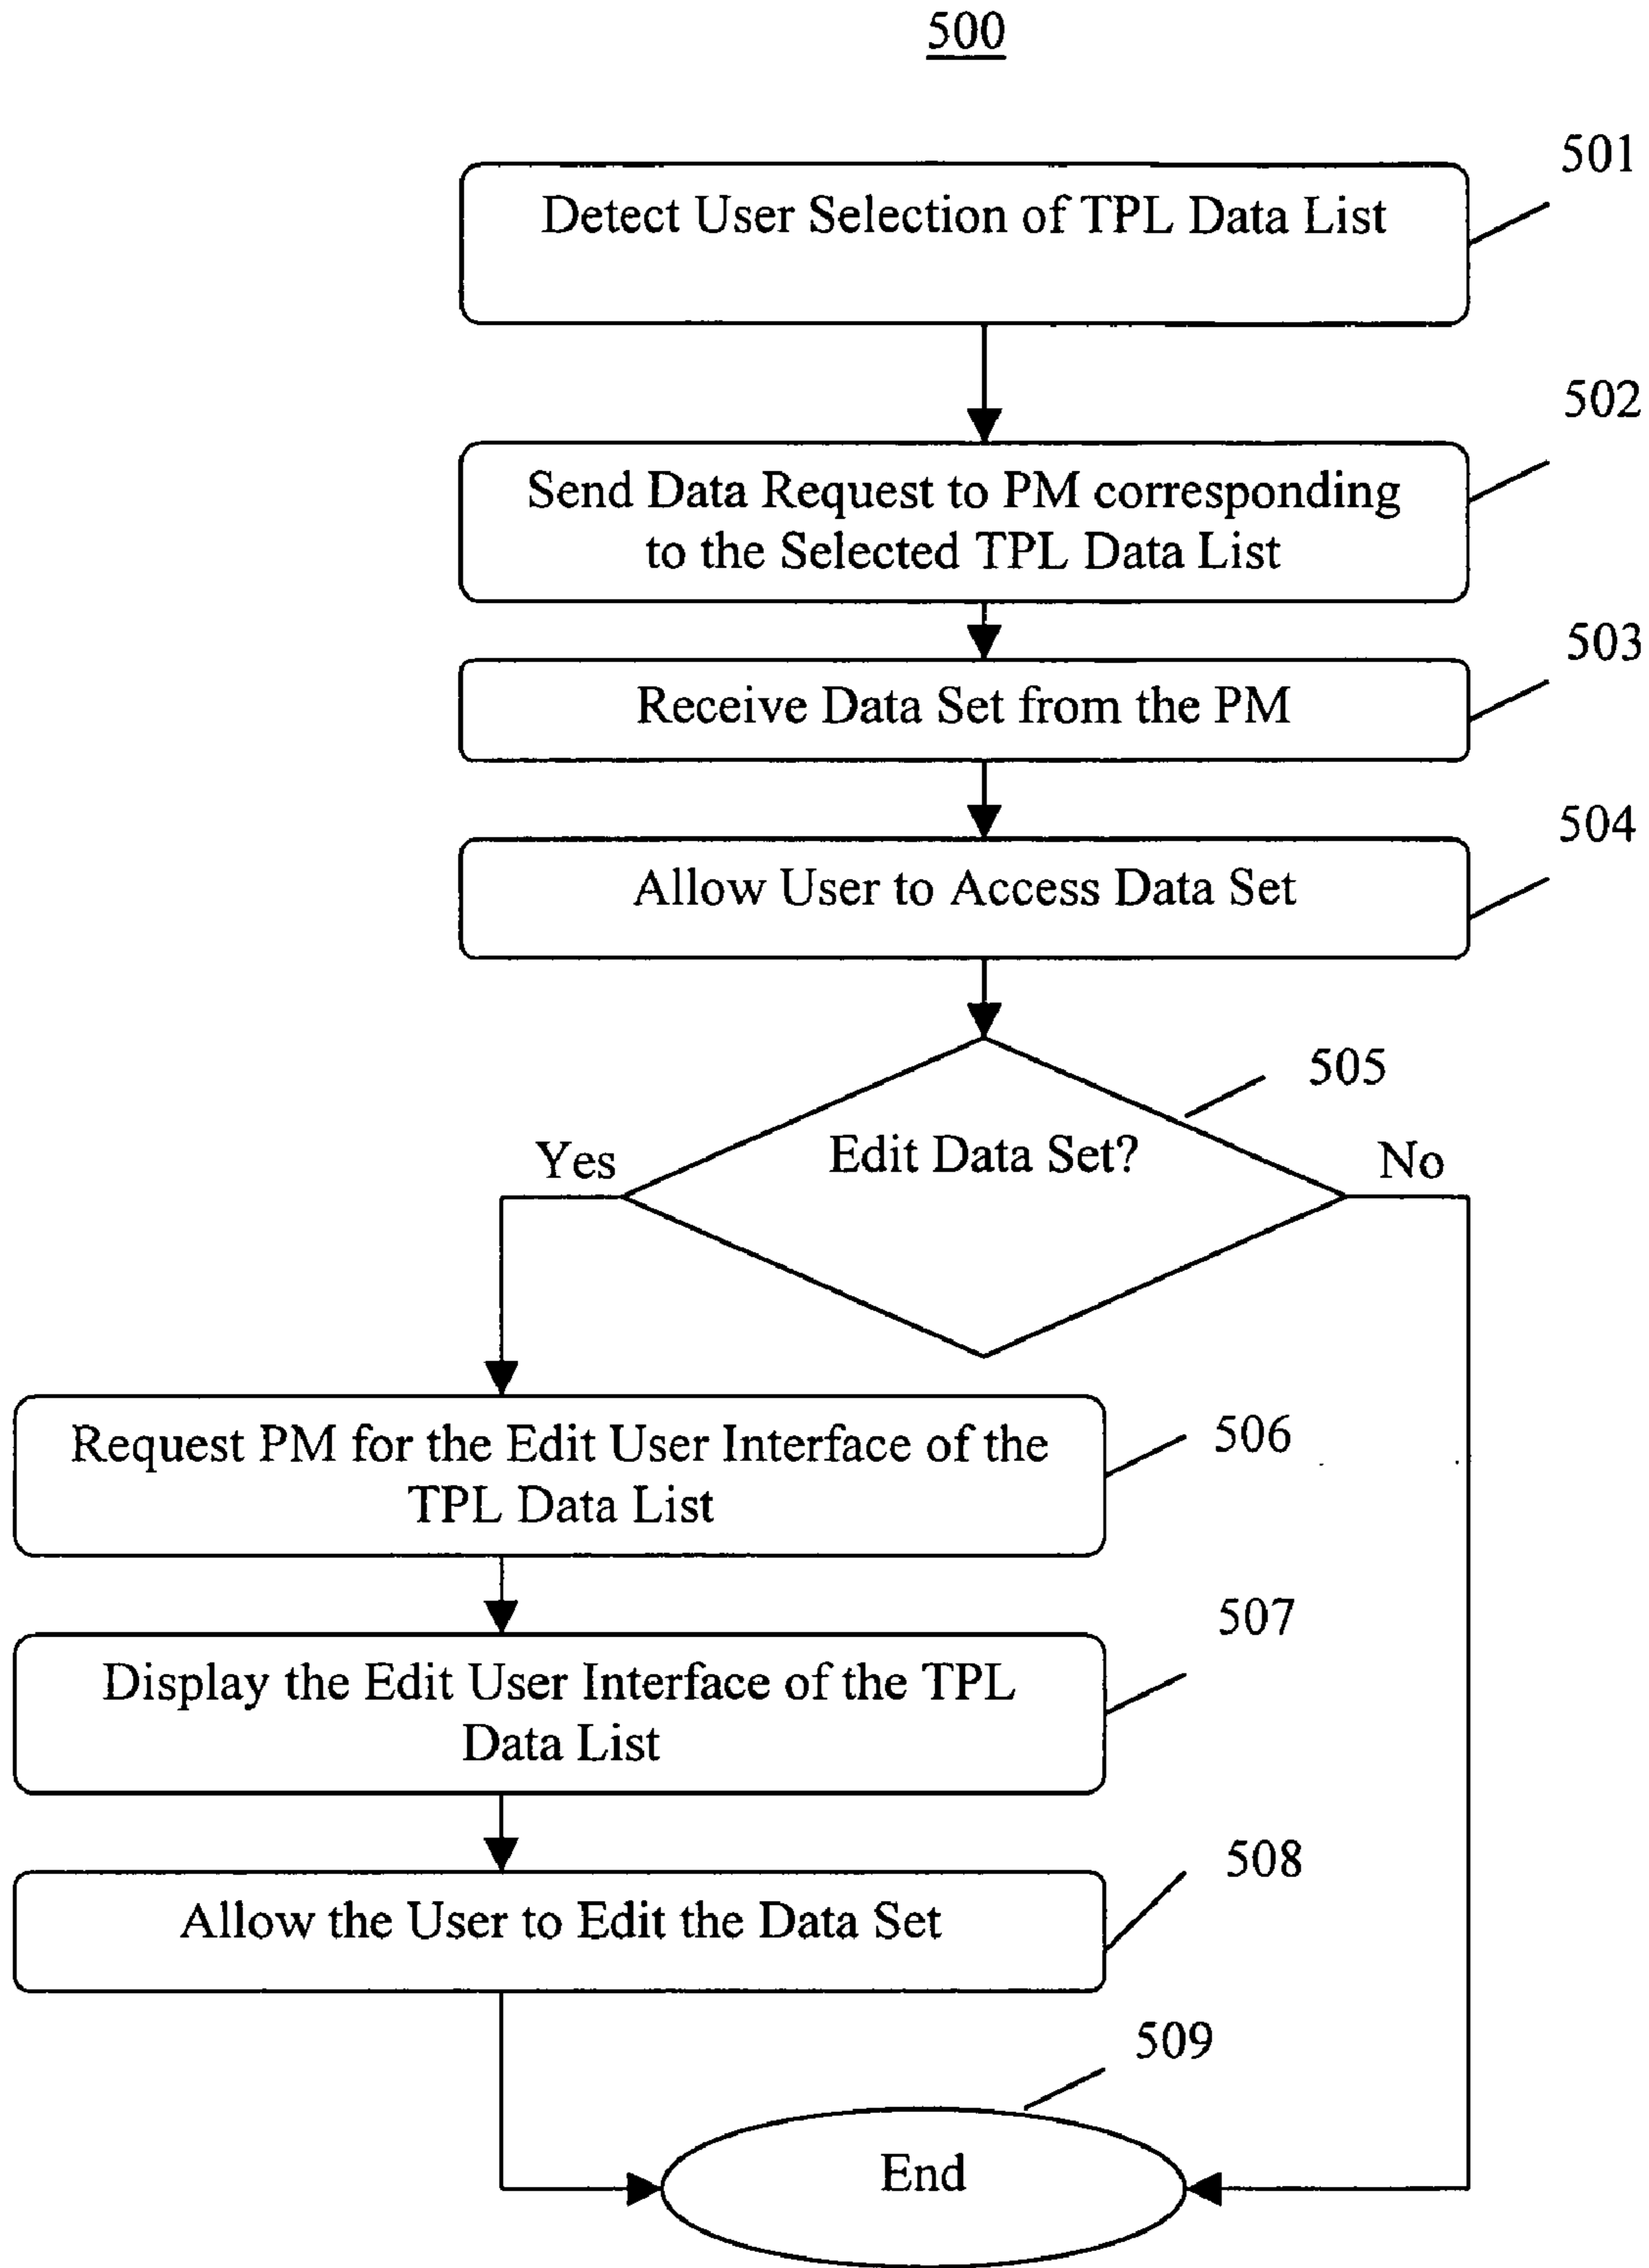 500
501
Detect User Selection of TPL Data List
502
Send Data Request to PM corresponding
to the Selected TPL Data List
503
Receive Data Set from the PM
504
Allow User to Access Data Set
505
Edit Data Set?
Yes
No
506
Request PM for the Edit User Interface of the
TPL Data List
507
Display the Edit User Interface of the TPL
Data List
508
Allow the User to Edit the Data Set
509
End